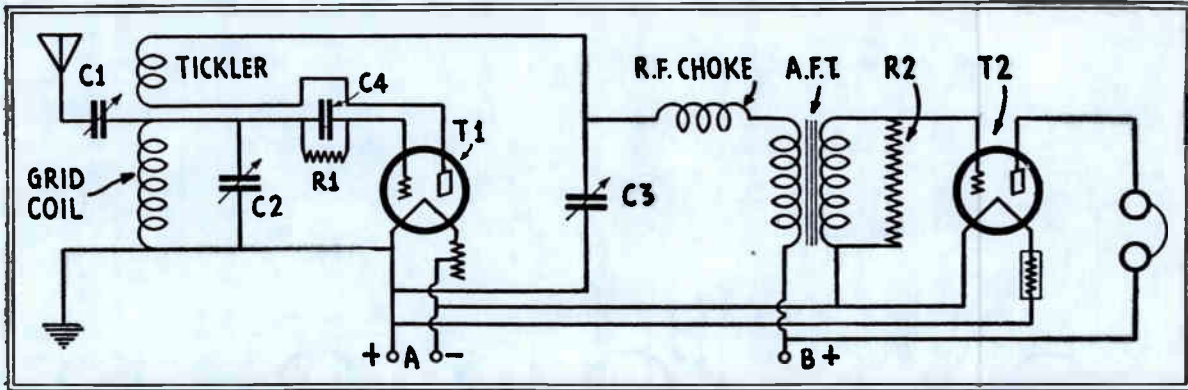 TICKLER
C1
C4
R.F. CHOKE
A.F.T.
R2
T2
T1
GRID
COIL
C2
R1
C3
+ A -
B +